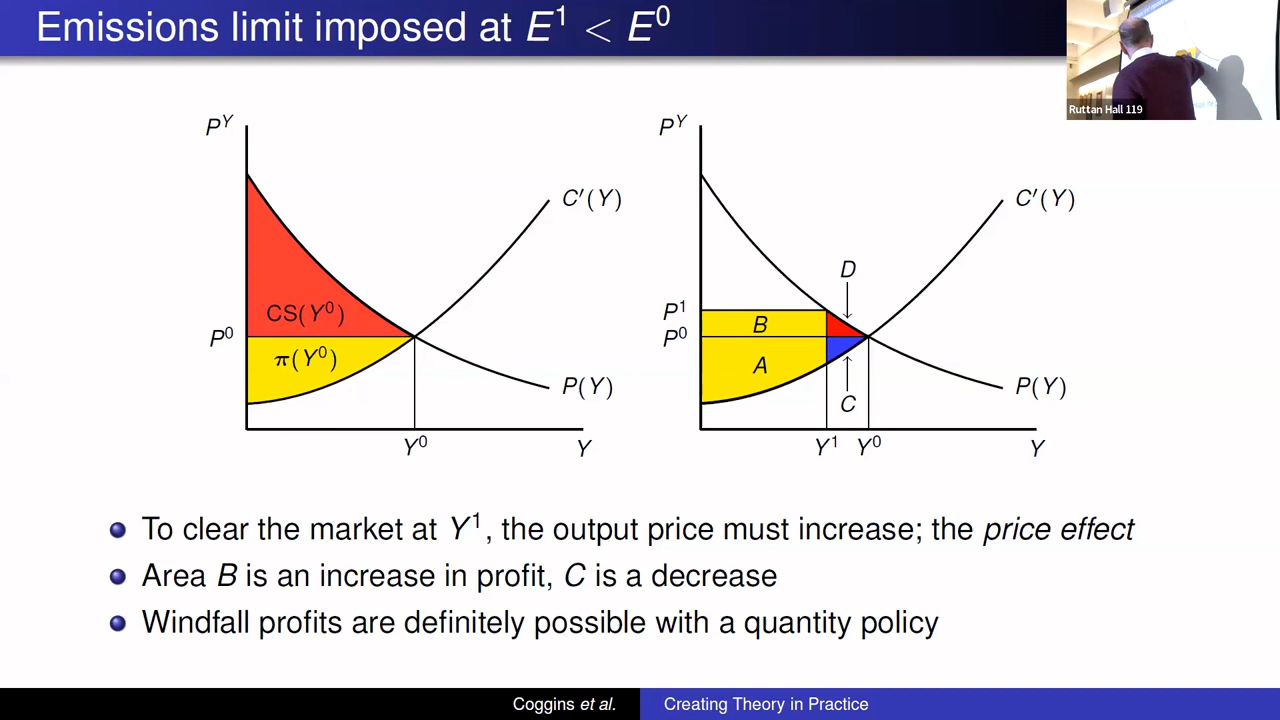 Emissions limit imposed at E¹ < E⁰
Ruttan Hall 119
Pʸ
C′(Y)
CS(Y⁰)
P⁰
π(Y⁰)
P(Y)
Y⁰
Y
Pʸ
C′(Y)
D
P¹
B
P⁰
A
P(Y)
C
Y¹ Y⁰
Y
To clear the market at Y¹, the output price must increase; the price effect
Area B is an increase in profit, C is a decrease
Windfall profits are definitely possible with a quantity policy
Coggins et al.
Creating Theory in Practice